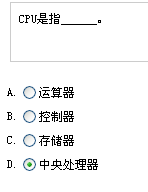 CPU是指______。
A. 运算器
B. 控制器
C. 存储器
D. 中央处理器